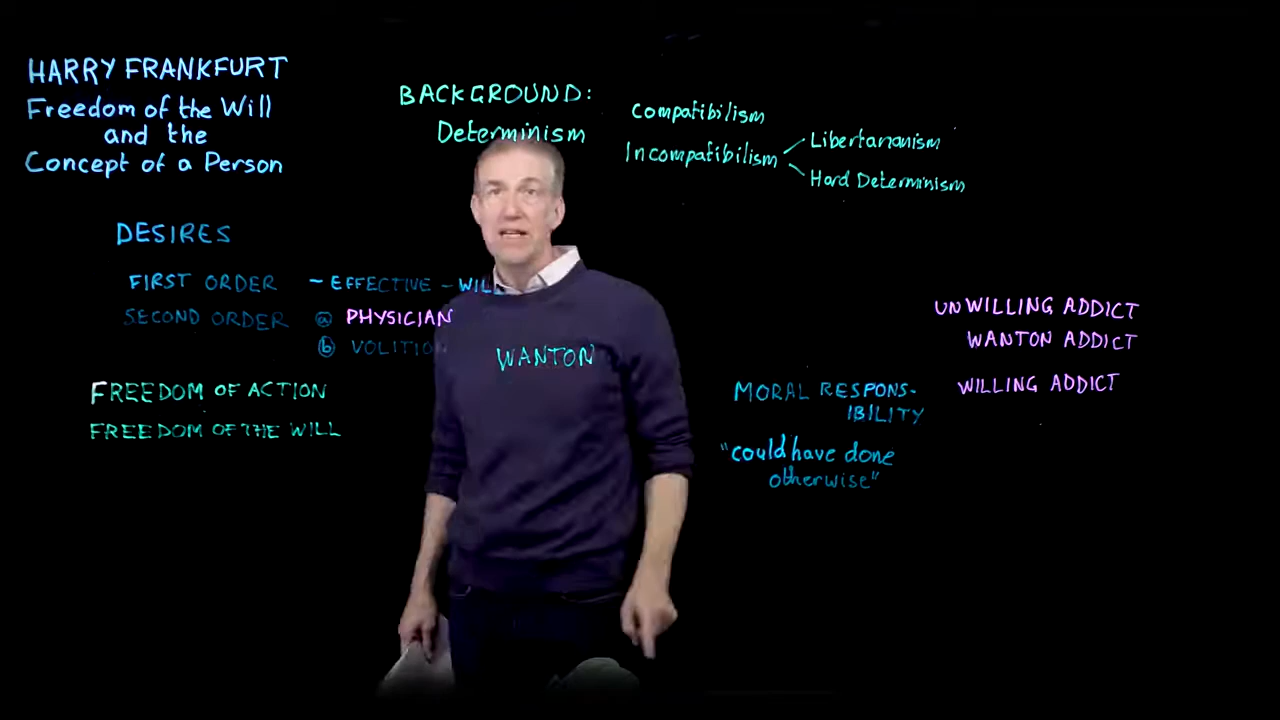 HARRY FRANKFURT
Freedom of the Will
and the
Concept of a Person
BACKGROUND:
Determinism
Compatibilism
Incompatibilism
Libertarianism
Hard Determinism
DESIRES
FIRST ORDER - EFFECTIVE - WILL
SECOND ORDER ⓐ PHYSICIAN
ⓑ VOLITION
WANTON
FREEDOM OF ACTION
FREEDOM OF THE WILL
MORAL RESPONS-
IBILITY
"could have done
otherwise"
UNWILLING ADDICT
WANTON ADDICT
WILLING ADDICT